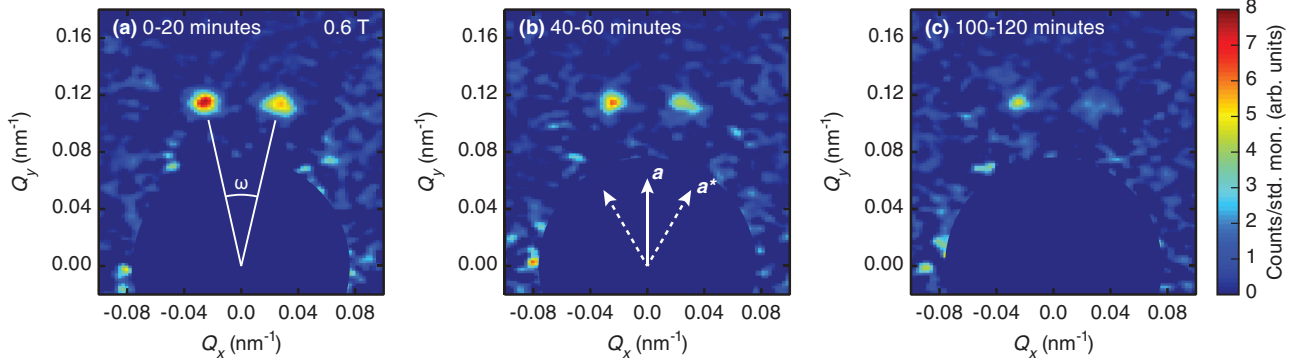 (a) 0-20 minutes 0.6 T
(b) 40-60 minutes
(c) 100-120 minutes
0.16
0.12
0.08
0.04
0.00
Qy (nm-1)
ω
-0.08 -0.04 0.00 0.04 0.08
Qx (nm-1)
0.16
0.12
0.08
0.04
0.00
Qy (nm-1)
a
a*
-0.08 -0.04 0.00 0.04 0.08
Qx (nm-1)
0.16
0.12
0.08
0.04
0.00
Qy (nm-1)
-0.08 -0.04 0.00 0.04 0.08
Qx (nm-1)
8
7
6
5
4
3
2
1
0
Counts/std. mon. (arb. units)